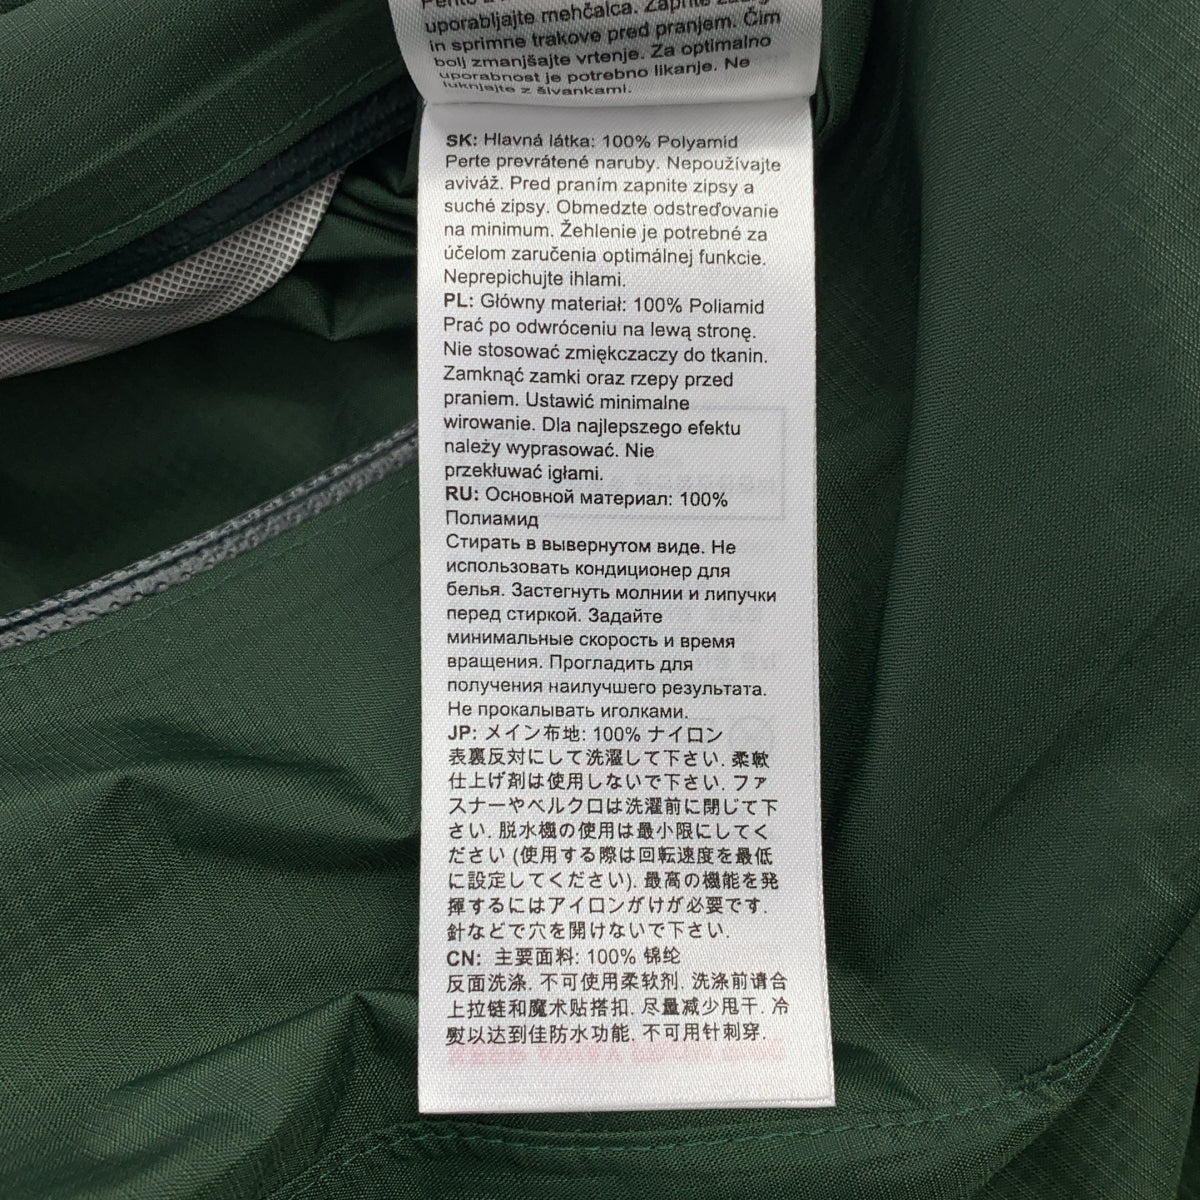 uporabljajte mehčalca. Zapnite
in sprimne trakove pred pranjem. Čim
bolj zmanjšajte vrtenje. Za optimalno
uporabnost je potrebno likanje. Ne
luknjajte z šivankami.
SK: Hlavná látka: 100% Polyamid
Perte prevrátené naruby. Nepoužívajte
aviváž. Pred praním zapnite zipsy a
suché zipsy. Obmedzte odstreďovanie
na minimum. Žehlenie je potrebné za
účelom zaručenia optimálnej funkcie.
Neprepichujte ihlami.
PL: Główny materiał: 100% Poliamid
Prać po odwróceniu na lewą stronę.
Nie stosować zmiękczaczy do tkanin.
Zamknąć zamki oraz rzepy przed
praniem. Ustawić minimalne
wirowanie. Dla najlepszego efektu
należy wyprasować. Nie
przekłuwać igłami.
RU: Основной материал: 100%
Полиамид
Стирать в вывернутом виде. Не
использовать кондиционер для
белья. Застегнуть молнии и липучки
перед стиркой. Задайте
минимальные скорость и время
вращения. Прогладить для
получения наилучшего результата.
Не прокалывать иголками.
JP: メイン布地: 100% ナイロン
表裏反対にして洗濯して下さい. 柔軟
仕上げ剤は使用しないで下さい. ファ
スナーやベルクロは洗濯前に閉じて下
さい. 脱水機の使用は最小限にしてく
ださい (使用する際は回転速度を最低
に設定してください). 最高の機能を発
揮するにはアイロンがけが必要です.
針などで穴を開けないで下さい.
CN: 主要面料: 100% 锦纶
反面洗涤. 不可使用柔软剂. 洗涤前请合
上拉链和魔术贴搭扣. 尽量减少甩干. 冷
熨以达到佳防水功能. 不可用针刺穿.